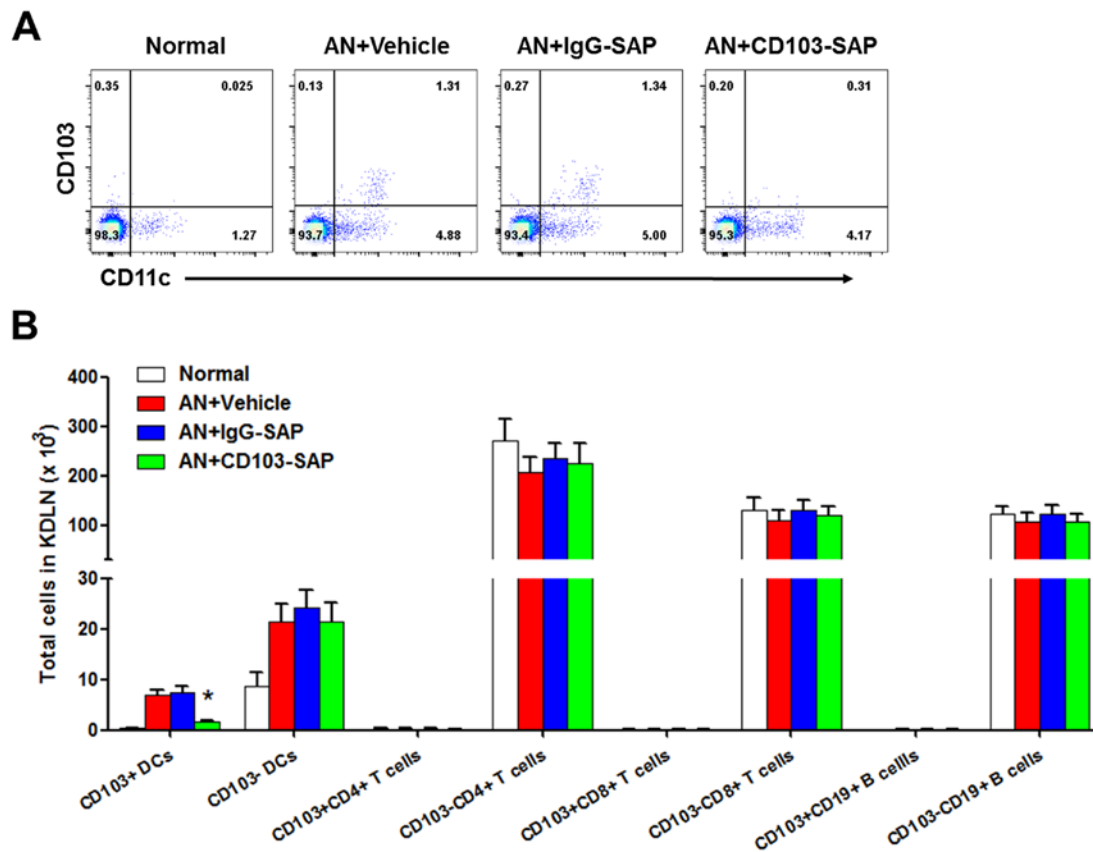 A
Normal
AN+Vehicle
AN+IgG-SAP
AN+CD103-SAP
0.35 0.025
0.13 1.31
0.27 1.34
0.20 0.31
CD103
98.3 1.27
93.7 4.88
93.4 5.00
95.3 4.17
CD11c
B
Normal
AN+Vehicle
AN+IgG-SAP
AN+CD103-SAP
Total cells in KDLN (x 10³)
400
300
200
100
30
20
10
0
*
CD103+ DCs
CD103- DCs
CD103+CD4+ T cells
CD103-CD4+ T cells
CD103+CD8+ T cells
CD103-CD8+ T cells
CD103+CD19+ B cellls
CD103-CD19+ B cells